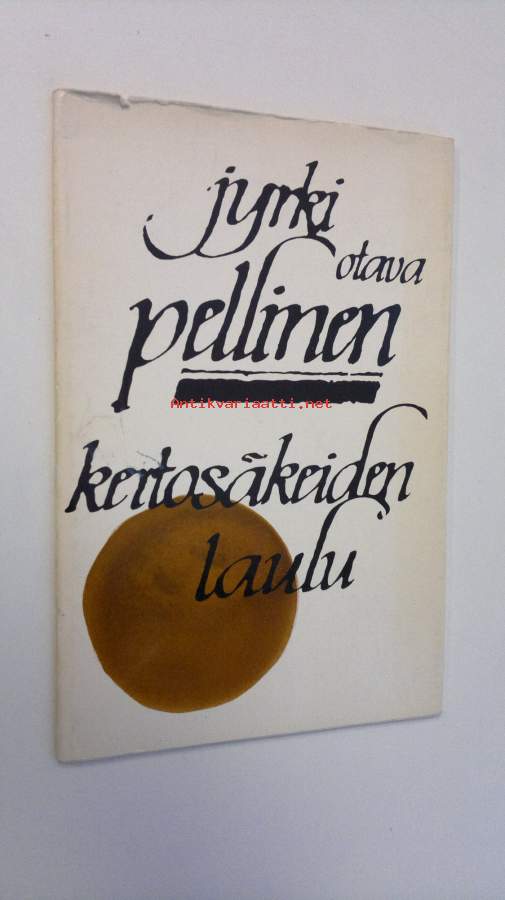 jyrki
otava
pellinen
Antikvariaatti.net
kertosäkeiden
laulu